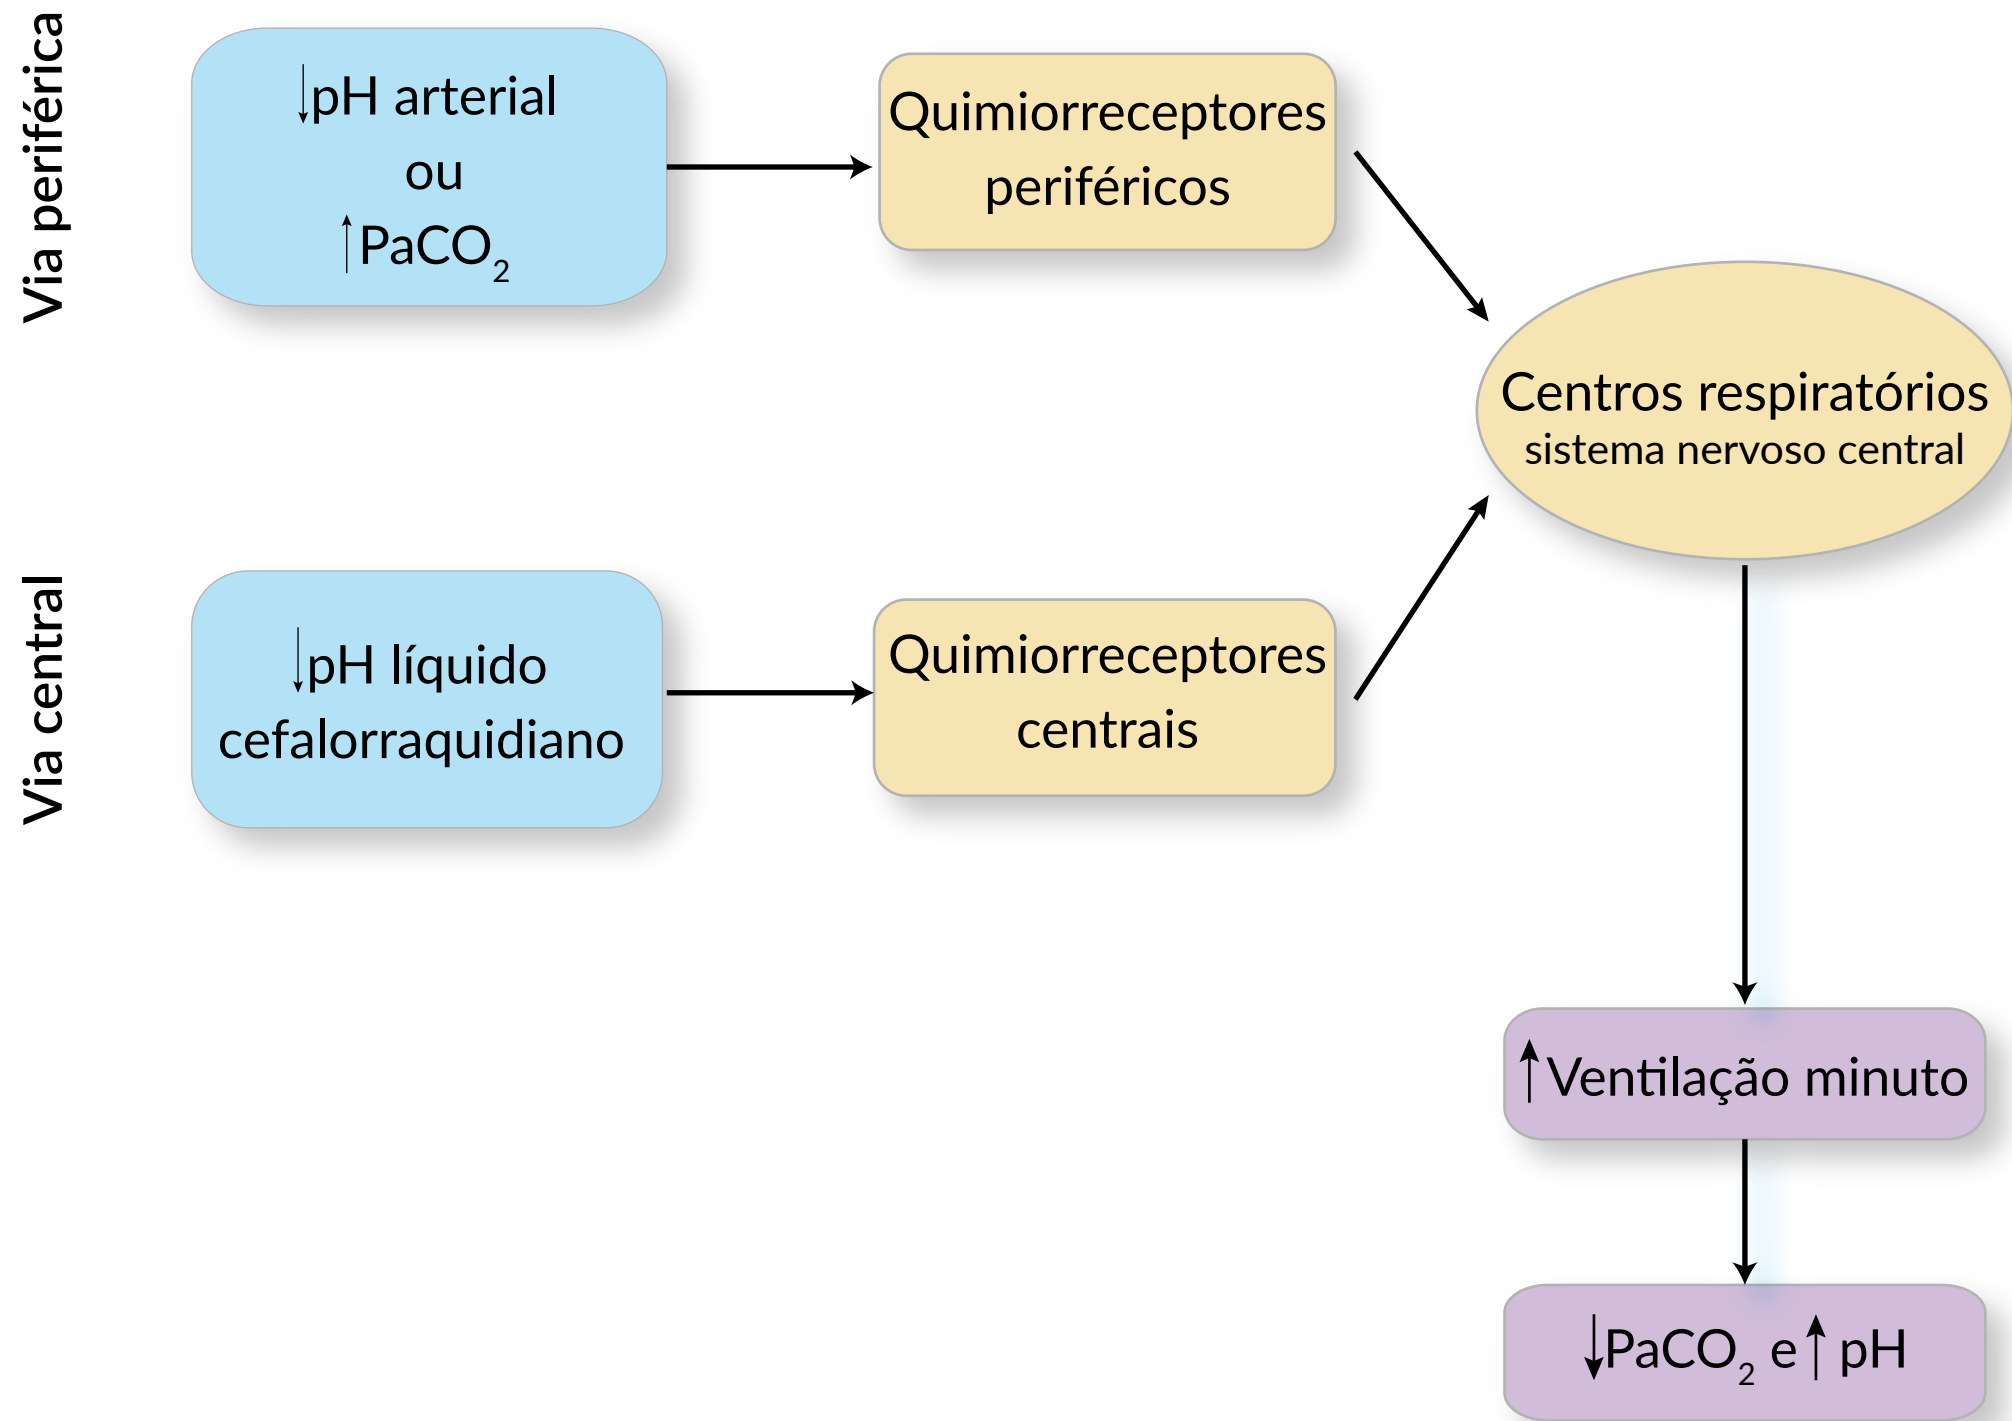 Via periférica
↓pH arterial
ou
↑PaCO₂
Quimiorreceptores
periféricos
Centros respiratórios
sistema nervoso central
Via central
↓pH líquido
cefalorraquidiano
Quimiorreceptores
centrais
↑Ventilação minuto
↓PaCO₂ e↑ pH